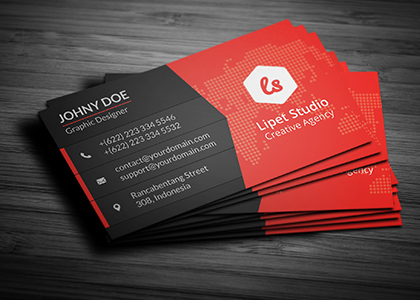 JOHNY DOE
Graphic Designer
+(622) 223 334 5546
+(622) 223 334 5532
contact@yourdomain.com
support@yourdomain.com
Rancabentang Street
308, Indonesia
ls
Lipet Studio
Creative Agency